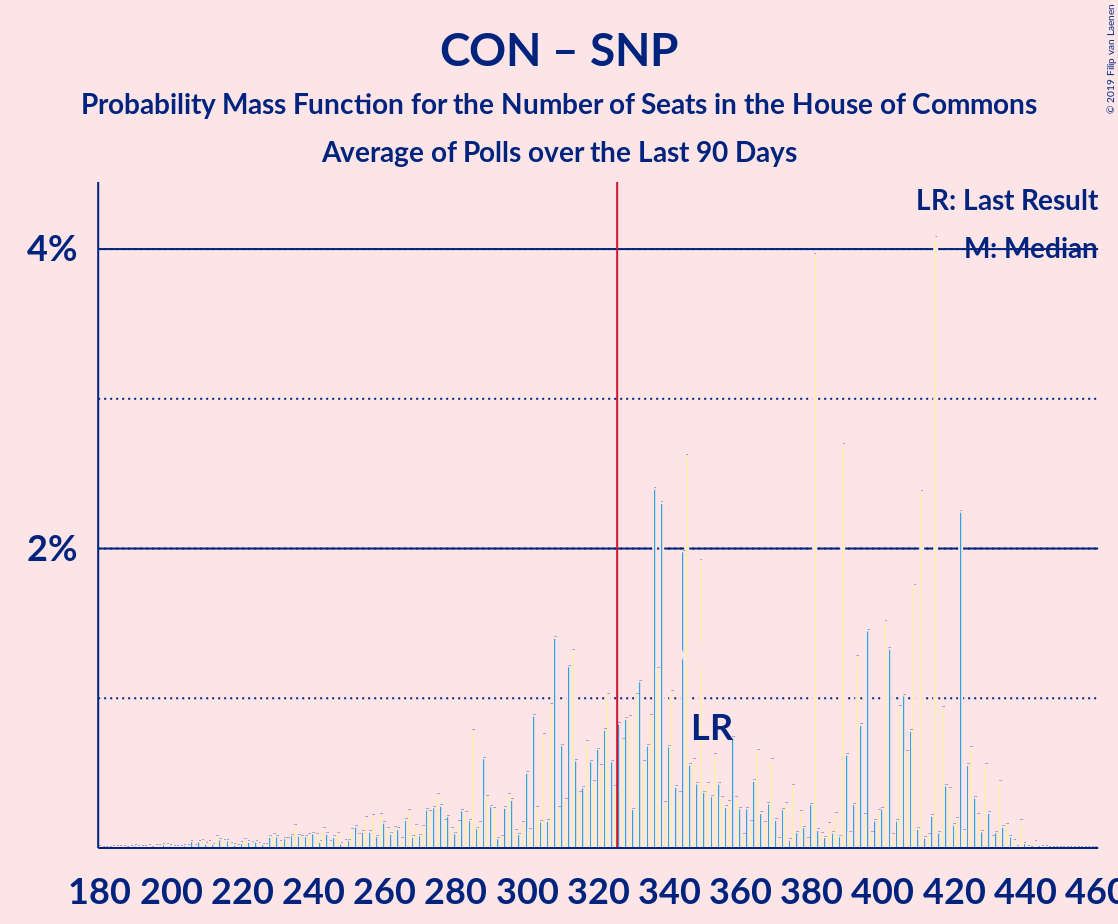 CON – SNP
Probability Mass Function for the Number of Seats in the House of Commons
Average of Polls over the Last 90 Days
© 2019 Filip van Laenen
LR: Last Result
M: Median
4%
2%
LR
180 200 220 240 260 280 300 320 340 360 380 400 420 440 460